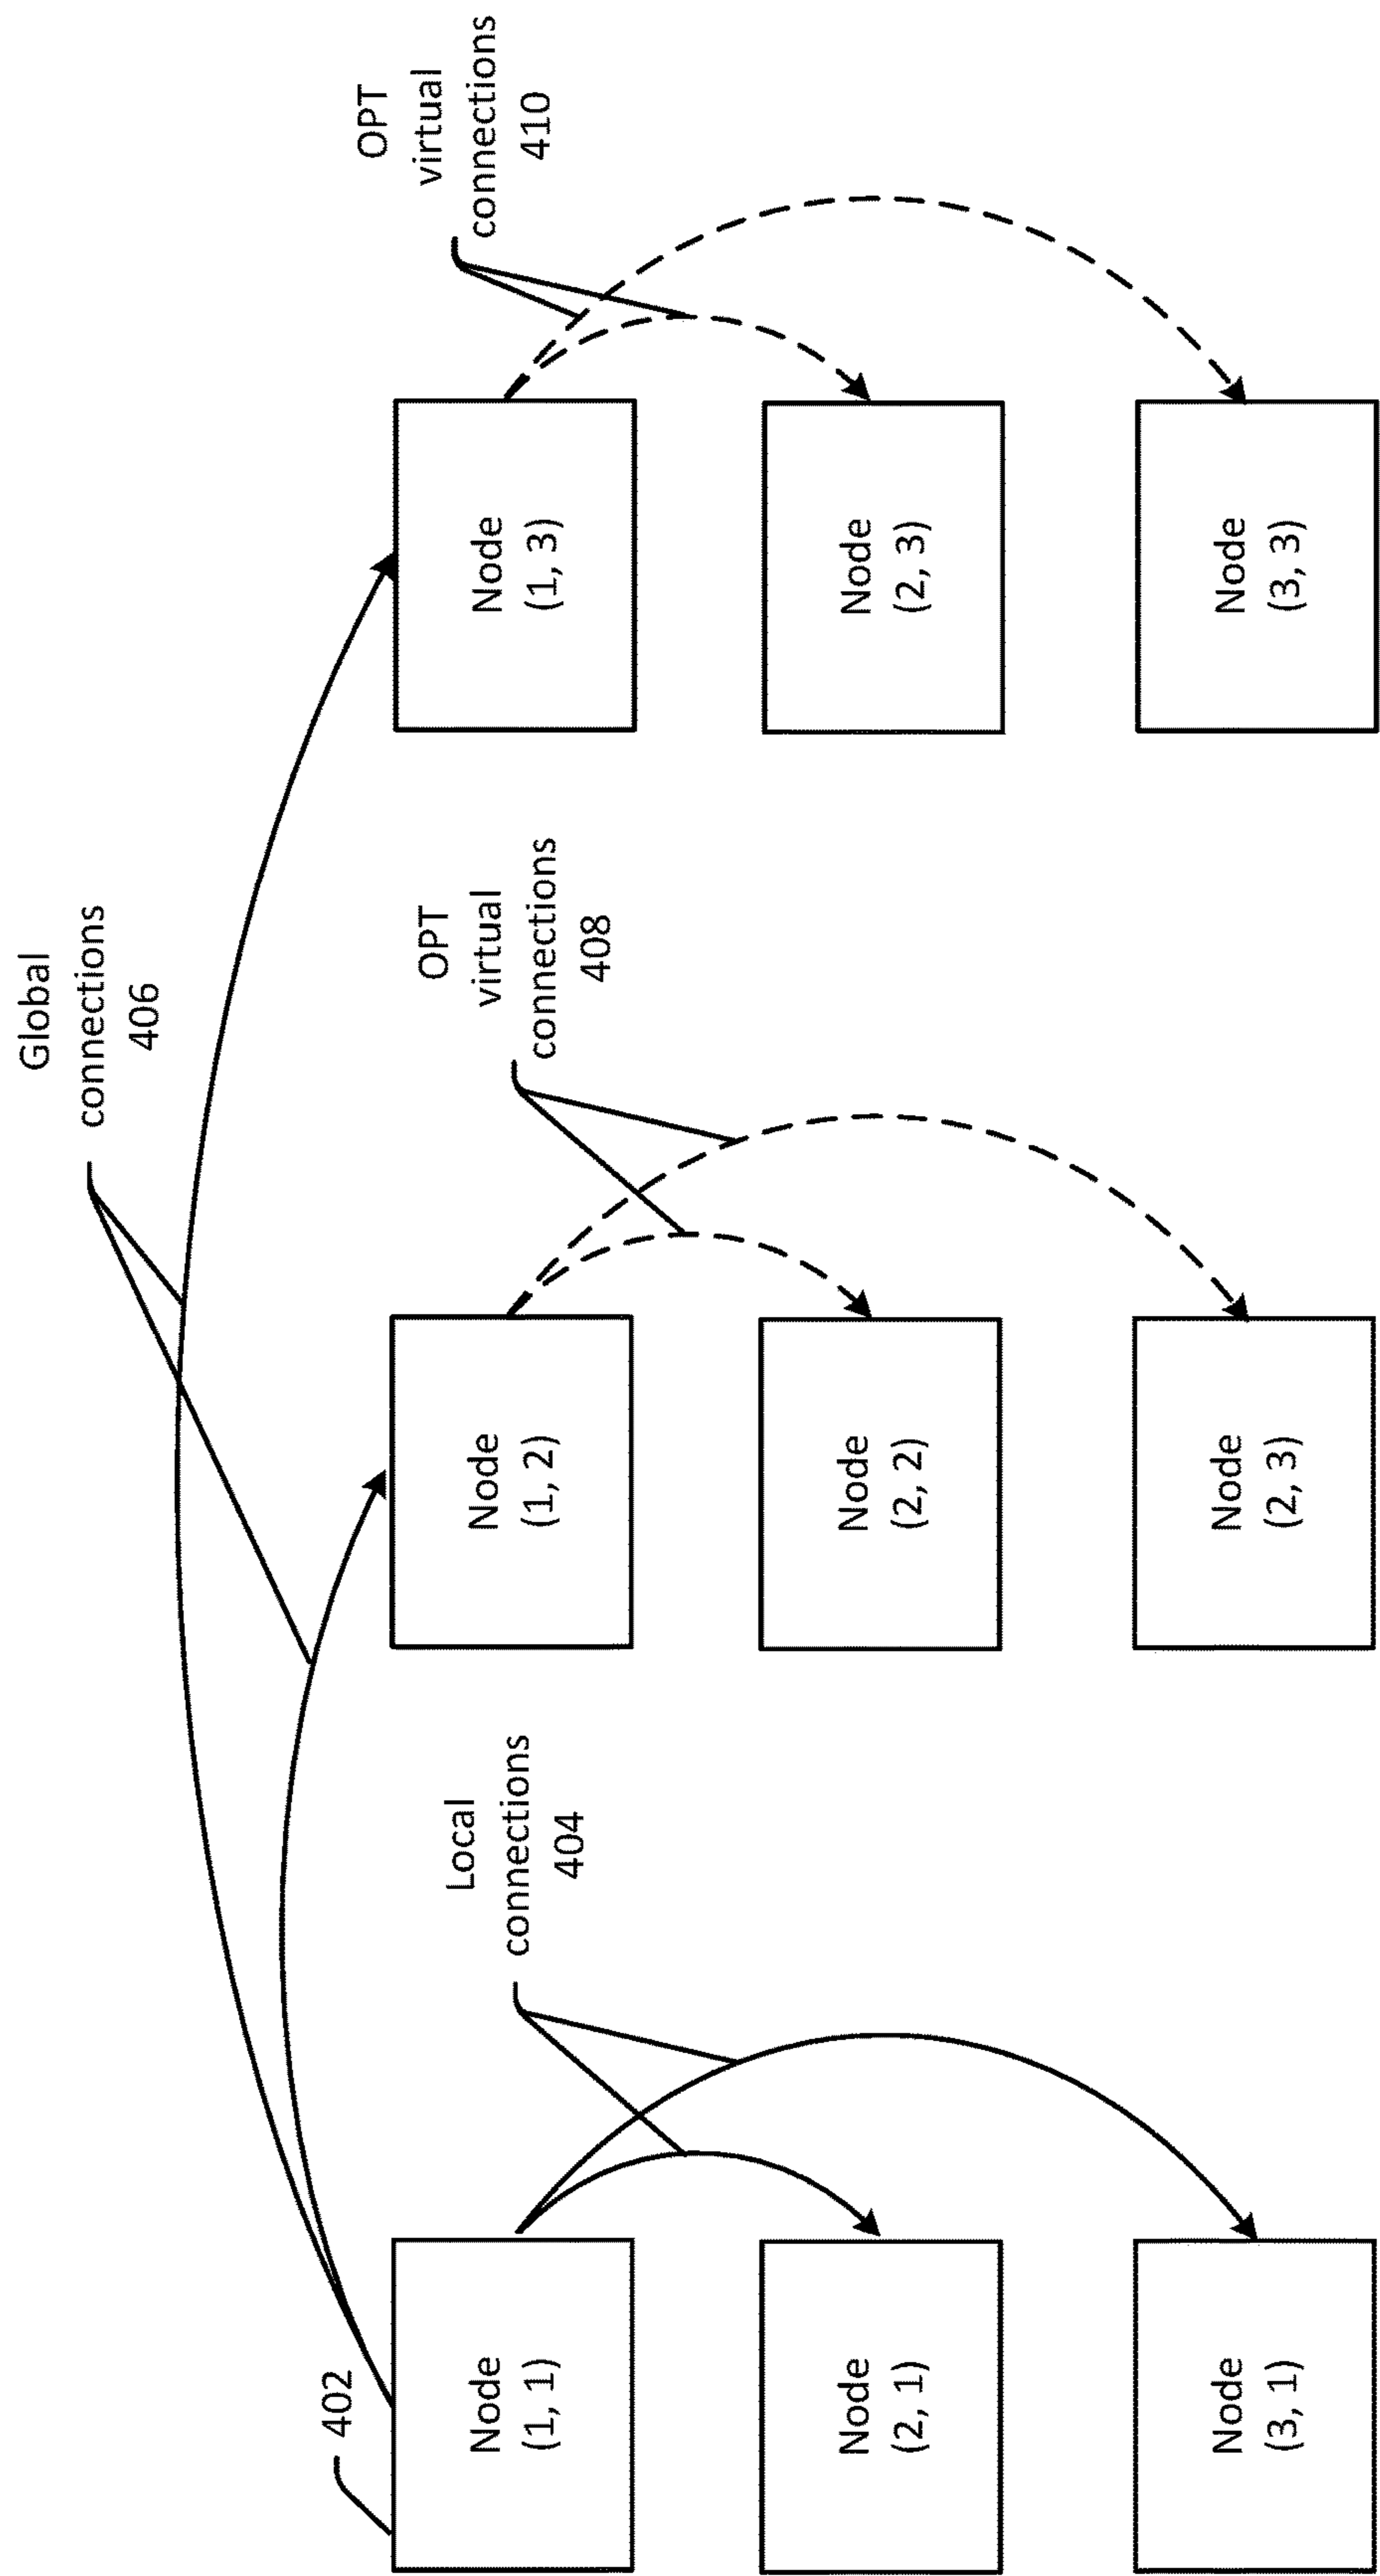 Global
connections
406
OPT
virtual
connections
410
OPT
virtual
connections
408
Local
connections
404
402
Node
(1, 1)
Node
(1, 2)
Node
(1, 3)
Node
(2, 1)
Node
(2, 2)
Node
(2, 3)
Node
(3, 1)
Node
(2, 3)
Node
(3, 3)